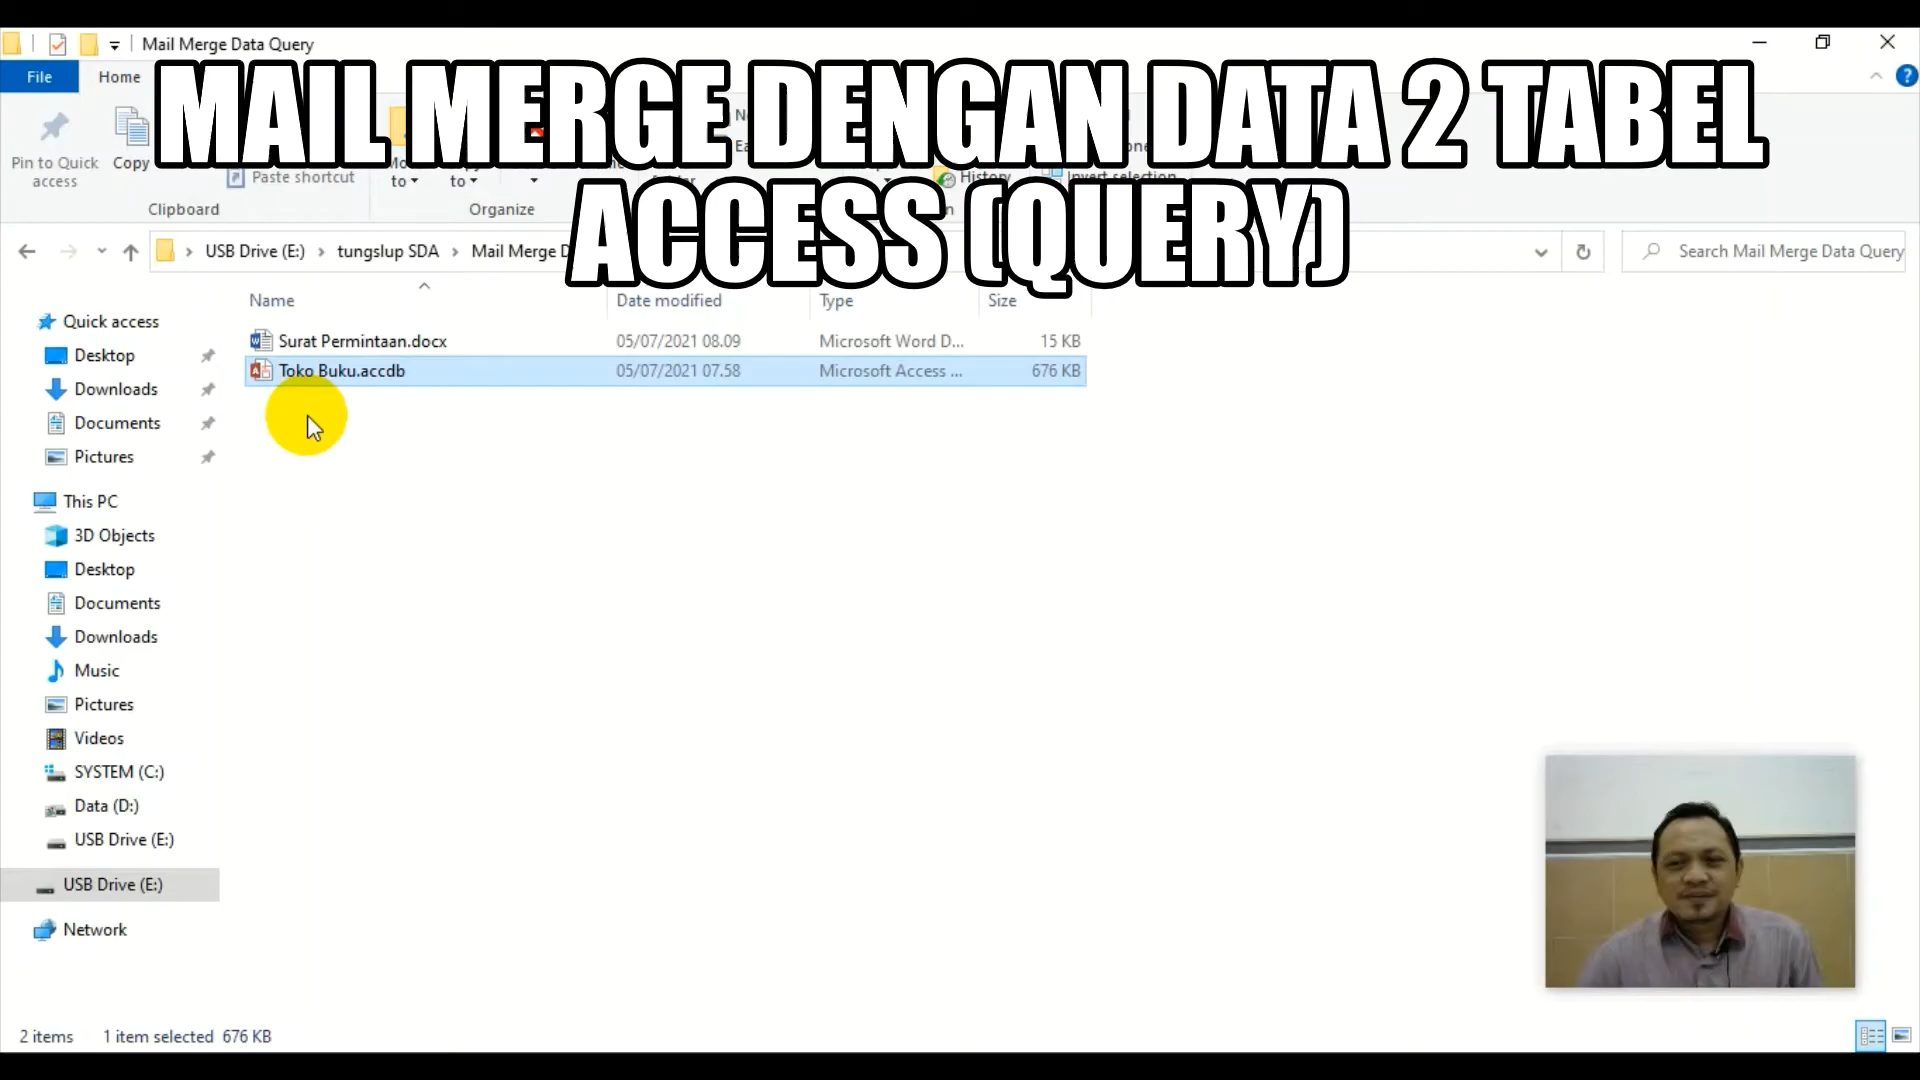 Mail Merge Data Query
File
Home
MAIL MERGE DENGAN DATA 2 TABEL
ACCESS (QUERY)
Pin to Quick
access
Copy
Paste shortcut
to
to
History
Invert selection
Clipboard
Organize
USB Drive (E:) > tungslup SDA > Mail Merge
Search Mail Merge Data Query
Name
Date modified
Type
Size
Surat Permintaan.docx
05/07/2021 08.09
Microsoft Word D...
15 KB
Toko Buku.accdb
05/07/2021 07.58
Microsoft Access ...
676 KB
Quick access
Desktop
Downloads
Documents
Pictures
This PC
3D Objects
Desktop
Documents
Downloads
Music
Pictures
Videos
SYSTEM (C:)
Data (D:)
USB Drive (E:)
USB Drive (E:)
Network
2 items
1 item selected 676 KB